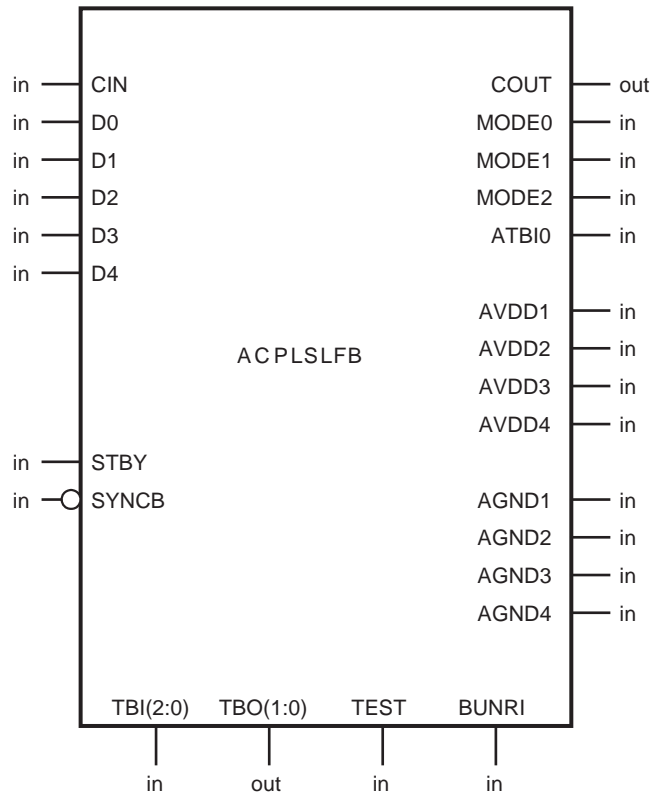 in CIN COUT out
in D0 MODE0 in
in D1 MODE1 in
in D2 MODE2 in
in D3 ATBI0 in
in D4
AVDD1 in
AVDD2 in
ACPLSLFB
AVDD3 in
AVDD4 in
in STBY
in SYNCB AGND1 in
AGND2 in
AGND3 in
AGND4 in
TBI(2:0) TBO(1:0) TEST BUNRI
in out in in